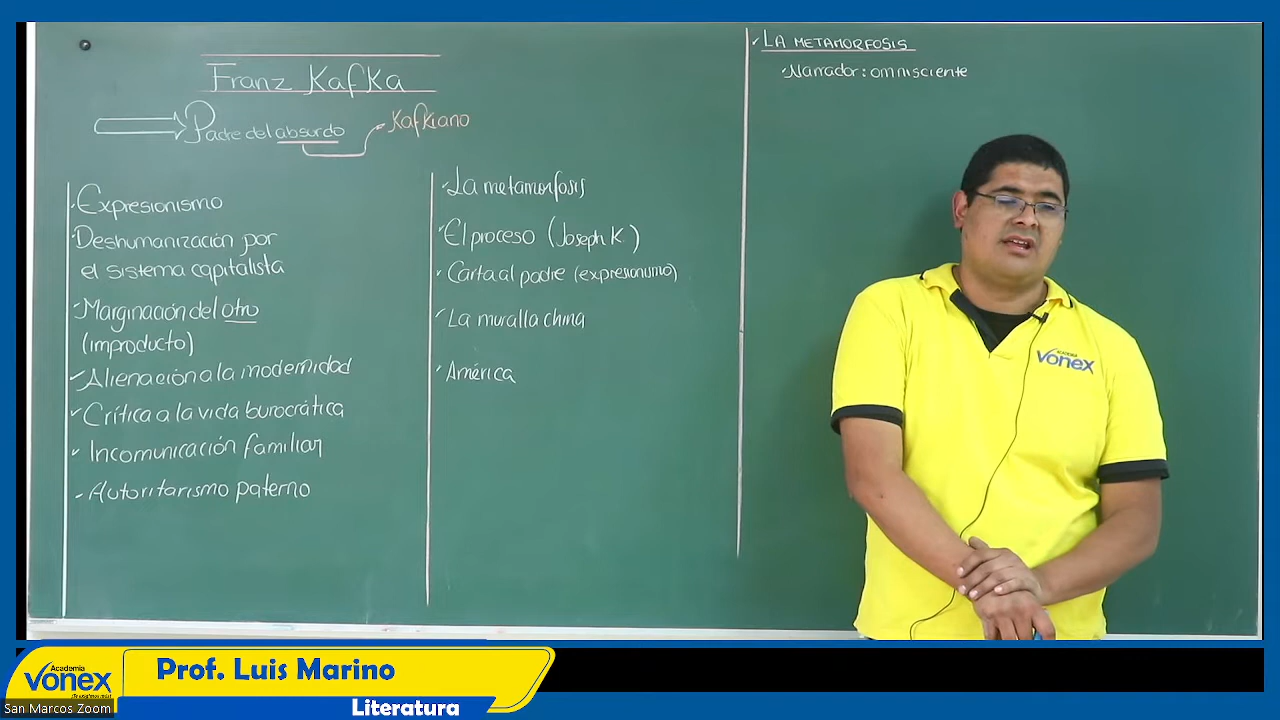 Franz Kafka
Padre del absurdo
Kafkiano
Expresionismo
Deshumanización por
el sistema capitalista
Marginación del otro
(improducto)
Alienación a la modernidad
Crítica a la vida burocrática
Incomunicación familiar
Autoritarismo paterno
La metamorfosis
El proceso (Joseph K.)
Carta al padre (expresionismo)
La muralla china
América
LA METAMORFOSIS
Narrador: omnisciente
ACADEMIA
VONEX
Academia
VONEX
San Marcos Zoom
Prof. Luis Marino
Literatura